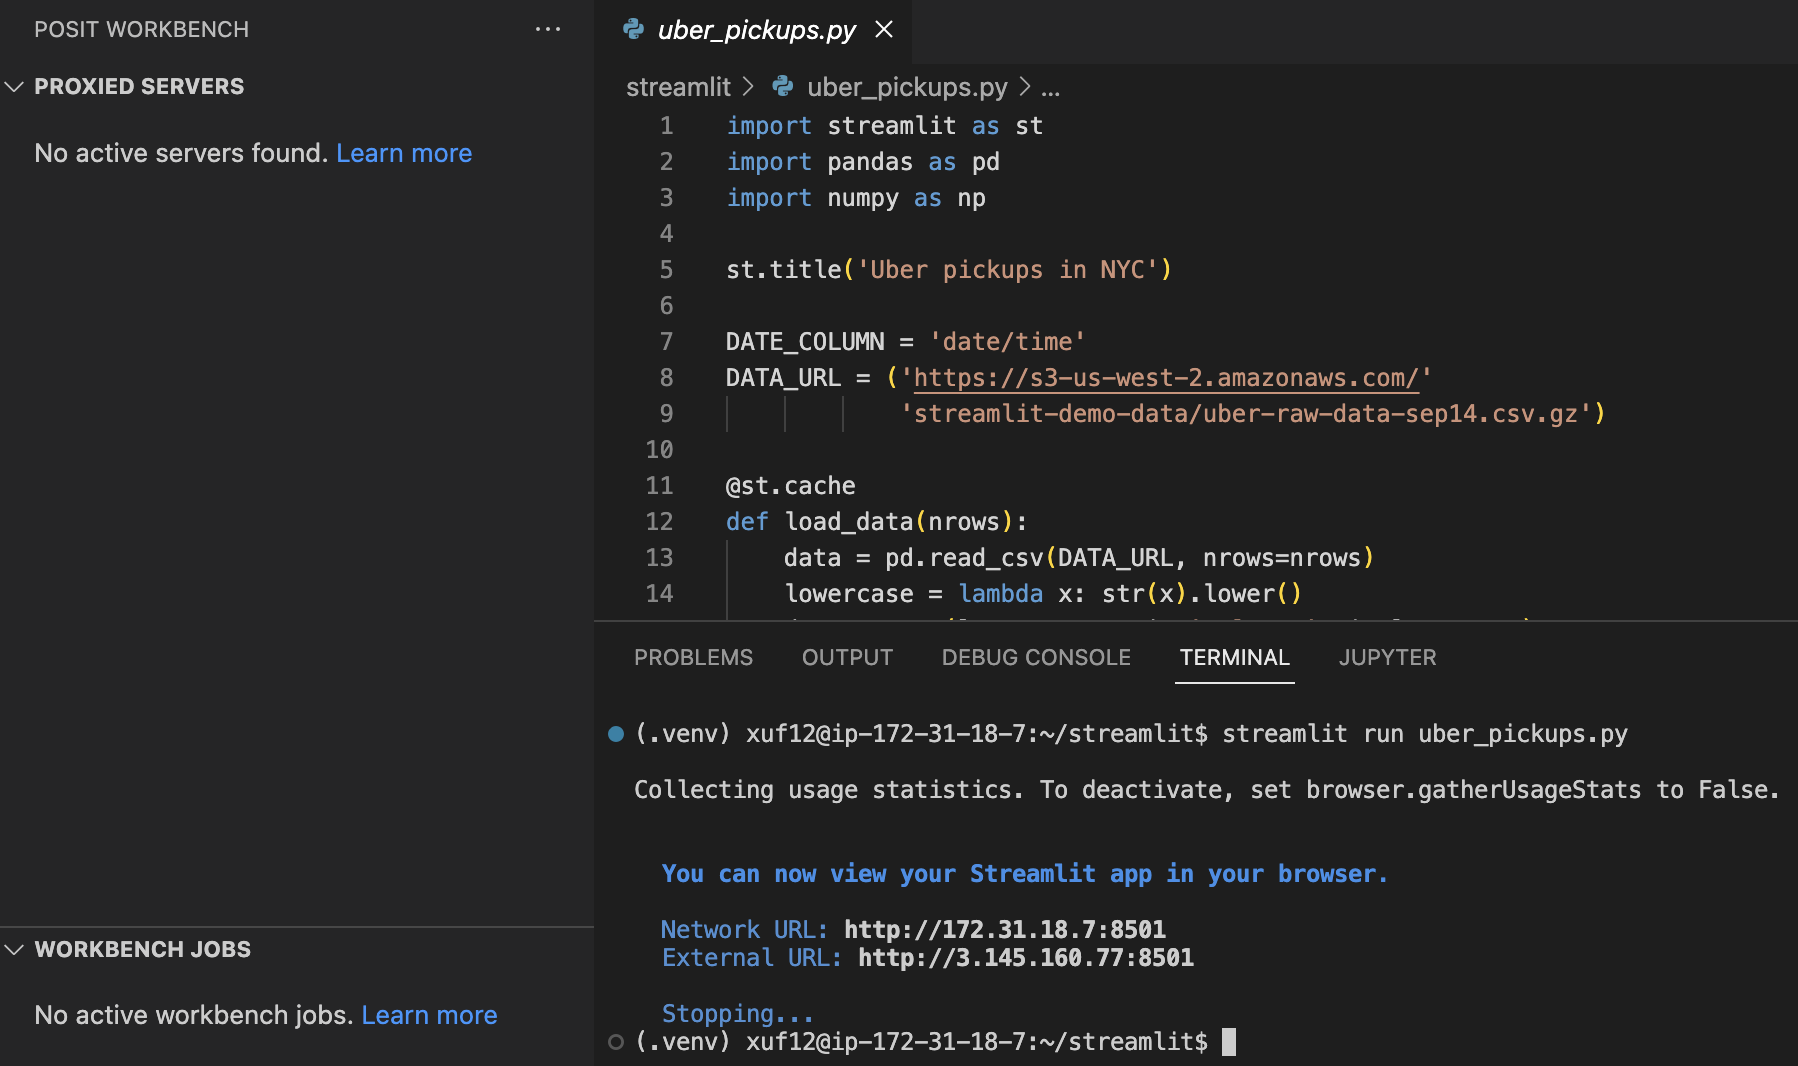 POSIT WORKBENCH
PROXIED SERVERS
No active servers found. Learn more
WORKBENCH JOBS
No active workbench jobs. Learn more
uber_pickups.py
streamlit > uber_pickups.py > ...
1 import streamlit as st
2 import pandas as pd
3 import numpy as np
4
5 st.title('Uber pickups in NYC')
6
7 DATE_COLUMN = 'date/time'
8 DATA_URL = ('https://s3-us-west-2.amazonaws.com/'
9             'streamlit-demo-data/uber-raw-data-sep14.csv.gz')
10
11 @st.cache
12 def load_data(nrows):
13     data = pd.read_csv(DATA_URL, nrows=nrows)
14     lowercase = lambda x: str(x).lower()
PROBLEMS OUTPUT DEBUG CONSOLE TERMINAL JUPYTER
(.venv) xuf12@ip-172-31-18-7:~/streamlit$ streamlit run uber_pickups.py
Collecting usage statistics. To deactivate, set browser.gatherUsageStats to False.
You can now view your Streamlit app in your browser.
Network URL: http://172.31.18.7:8501
External URL: http://3.145.160.77:8501
Stopping...
(.venv) xuf12@ip-172-31-18-7:~/streamlit$